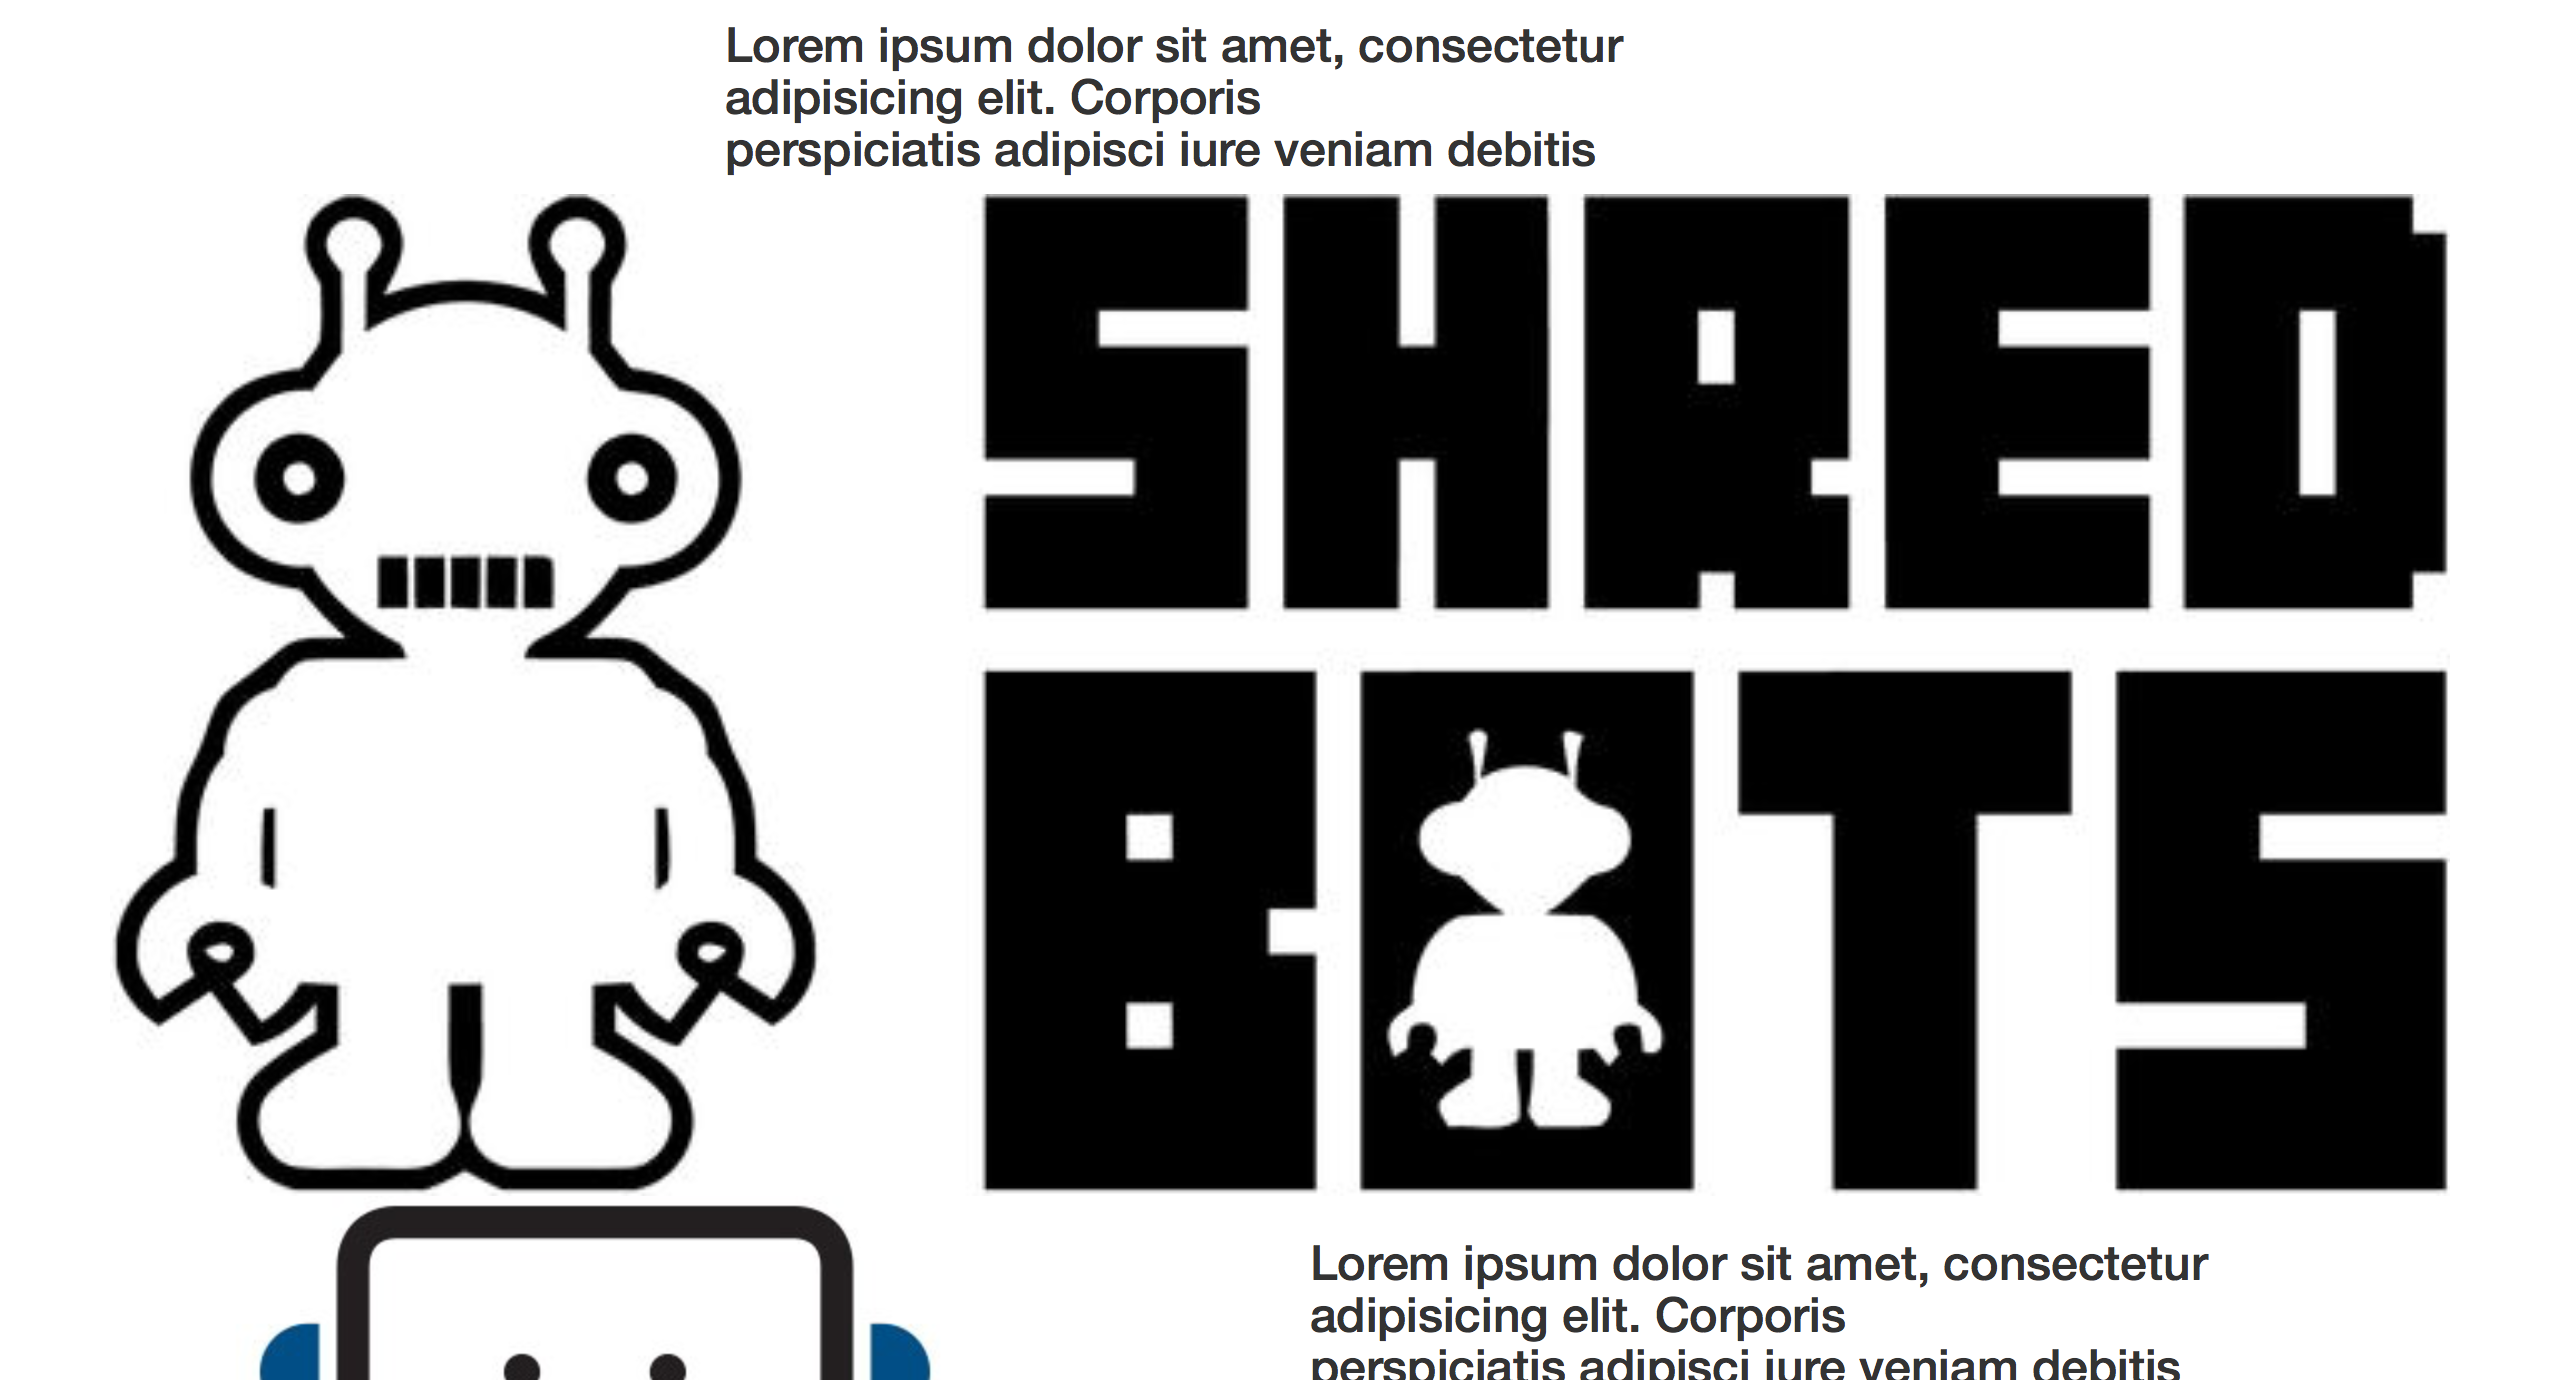 Lorem ipsum dolor sit amet, consectetur
adipisicing elit. Corporis
perspiciatis adipisci iure veniam debitis
SHRED
BOTS
Lorem ipsum dolor sit amet, consectetur
adipisicing elit. Corporis
perspiciatis adipisci iure veniam debitis